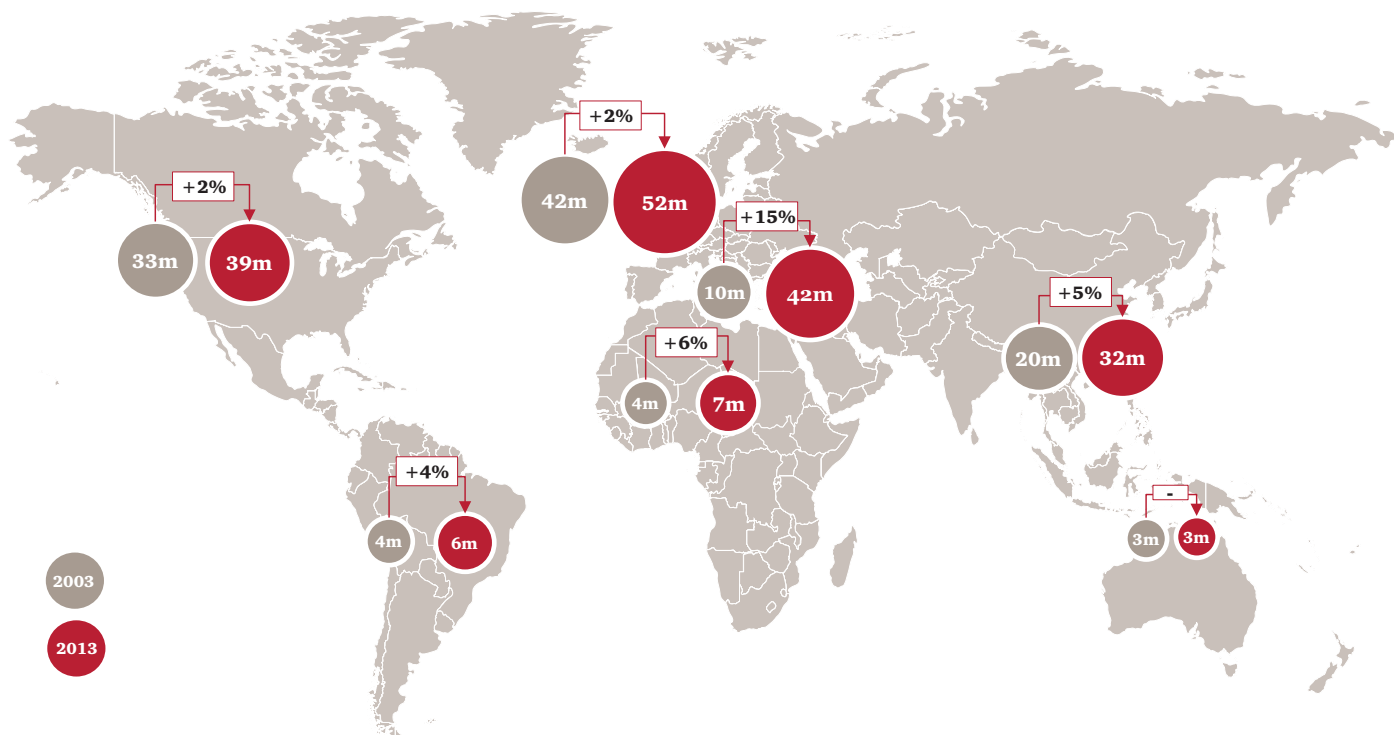 +2%
42m
52m
+2%
33m
39m
+15%
10m
42m
+5%
20m
32m
+6%
4m
7m
+4%
4m
6m
-
3m
3m
2003
2013